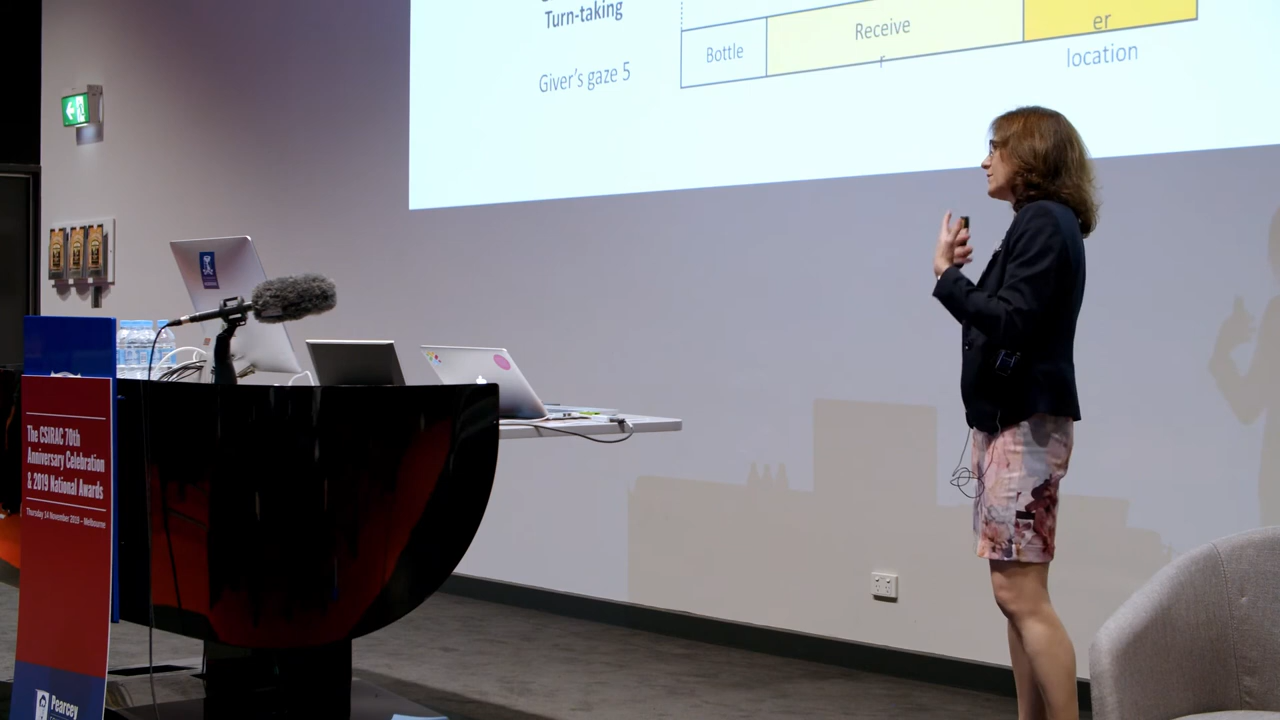 Turn-taking
Giver's gaze 5
Bottle
Receive
r
er
location
The CSIRAC 70th
Anniversary Celebration
& 2019 National Awards
Thursday 14 November 2019 – Melbourne
Pearcey